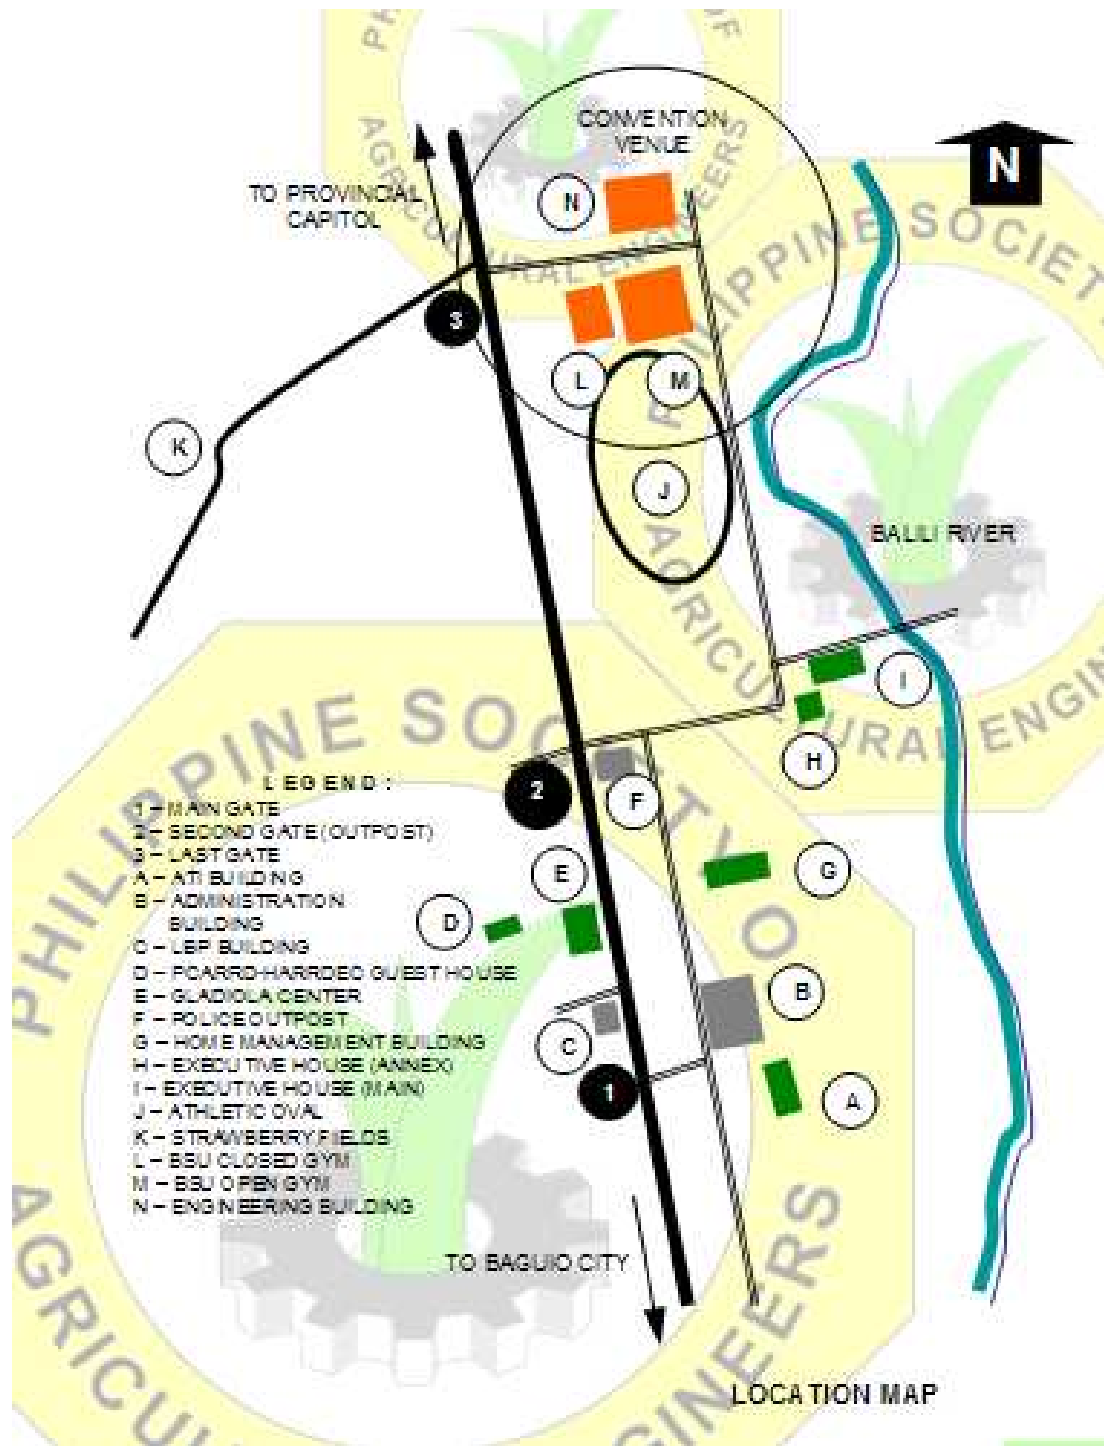 CONVENTION
VENUE
N
N
TO PROVINCIAL
CAPITOL
3
L
M
K
J
BALILI RIVER
I
H
2
F
E
G
D
B
C
1
A
LEGEND :
1 – MAIN GATE
2 – SECOND GATE (OUTPOST)
3 – LAST GATE
A – ATI BUILDING
B – ADMINISTRATION
BUILDING
C – LBP BUILDING
D – PCARRD-HARRDEC GUEST HOUSE
E – GLADIOLA CENTER
F – POLICE OUTPOST
G – HOME MANAGEMENT BUILDING
H – EXECUTIVE HOUSE (ANNEX)
I – EXECUTIVE HOUSE (MAIN)
J – ATHLETIC OVAL
K – STRAWBERRY FIELDS
L – BSU CLOSED GYM
M – BSU OPEN GYM
N – ENGINEERING BUILDING
TO BAGUIO CITY
LOCATION MAP
PHILIPPINE SOCIETY OF
AGRICULTURAL ENGINEERS